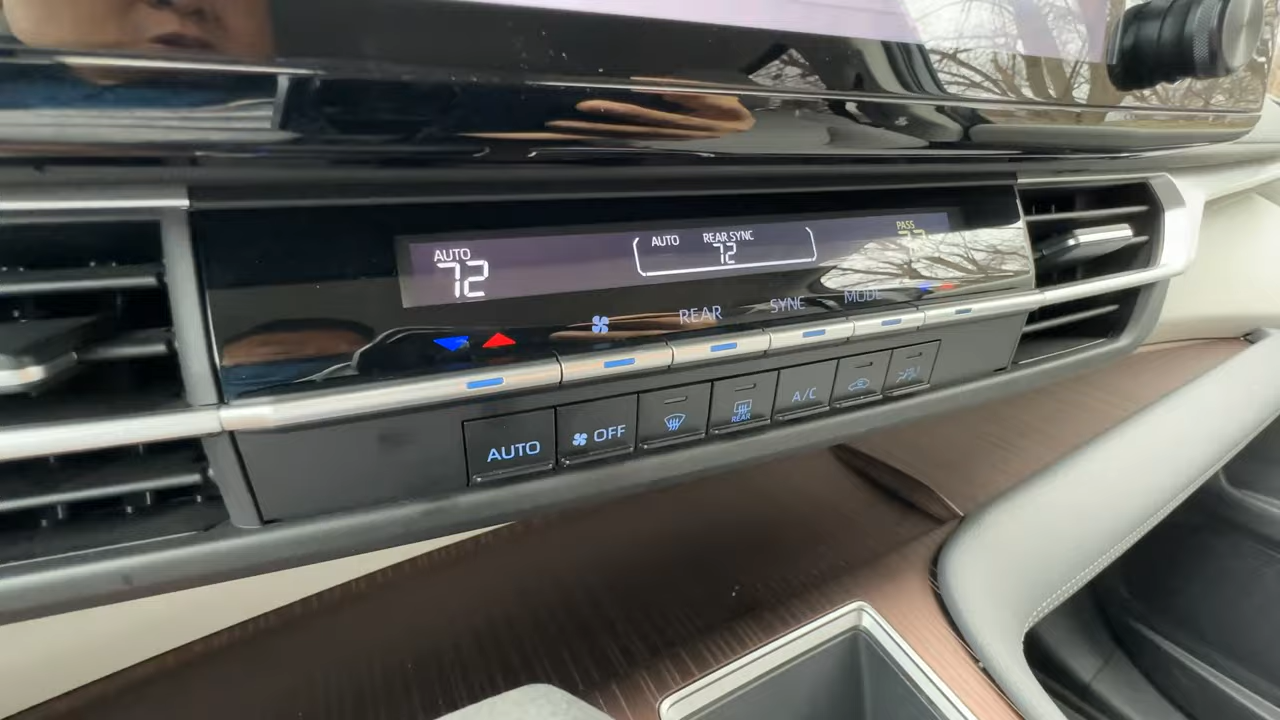 AUTO
72
AUTO REAR SYNC
72
PASS
REAR
SYNC
MODE
AUTO
OFF
REAR
A/C